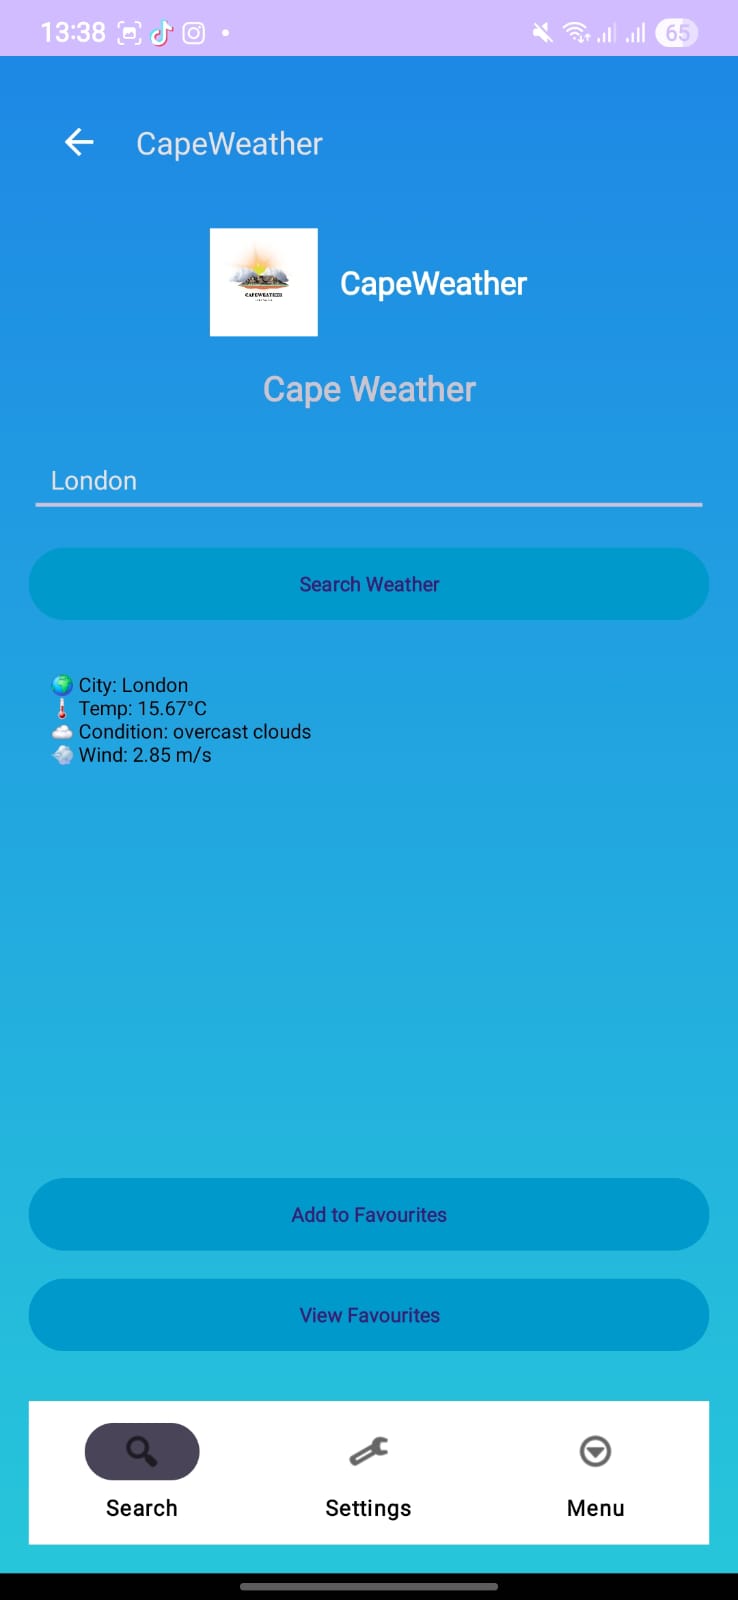 13:38
65
CapeWeather
CAPEWEATHER
CapeWeather
Cape Weather
London
Search Weather
🌍 City: London
🌡️ Temp: 15.67°C
☁️ Condition: overcast clouds
💨 Wind: 2.85 m/s
Add to Favourites
View Favourites
Search
Settings
Menu